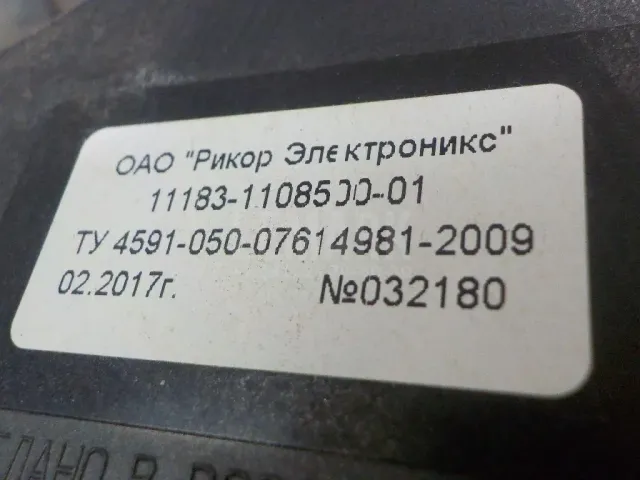 ОАО "Рикор Электроникс"
11183-1108500-01
ТУ 4591-050-07614981-2009
02.2017г. №032180